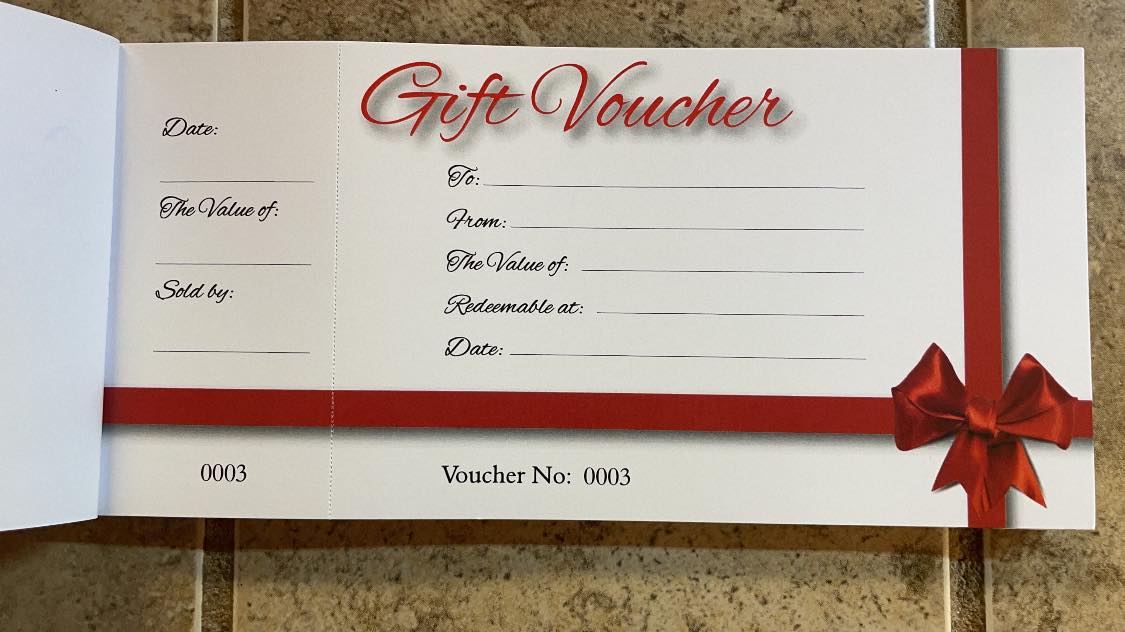 Date:
The Value of:
Sold by:
0003
Gift Voucher
To:
From:
The Value of:
Redeemable at:
Date:
Voucher No: 0003